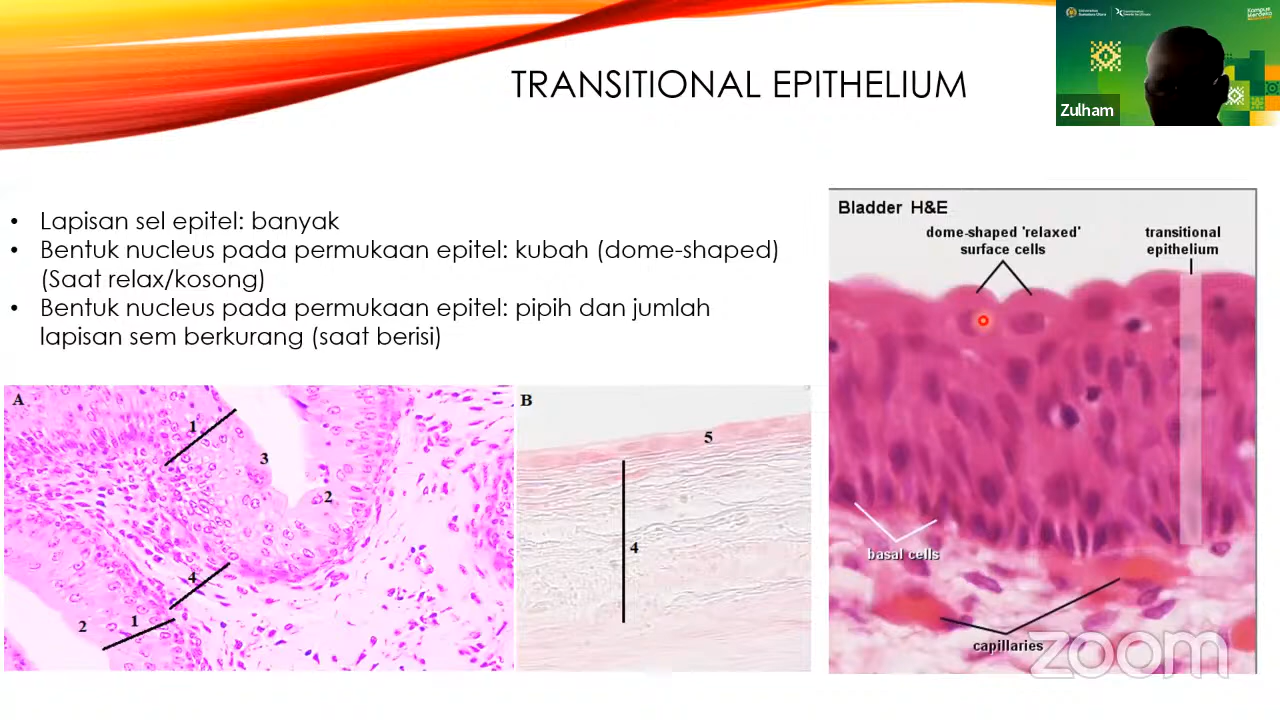 TRANSITIONAL EPITHELIUM
Zulham
• Lapisan sel epitel: banyak
• Bentuk nucleus pada permukaan epitel: kubah (dome-shaped)
(Saat relax/kosong)
• Bentuk nucleus pada permukaan epitel: pipih dan jumlah
lapisan sem berkurang (saat berisi)
A
1
3
2
4
1
2
B
5
4
Bladder H&E
dome-shaped 'relaxed'
surface cells
transitional
epithelium
basal cells
capillaries
zoom